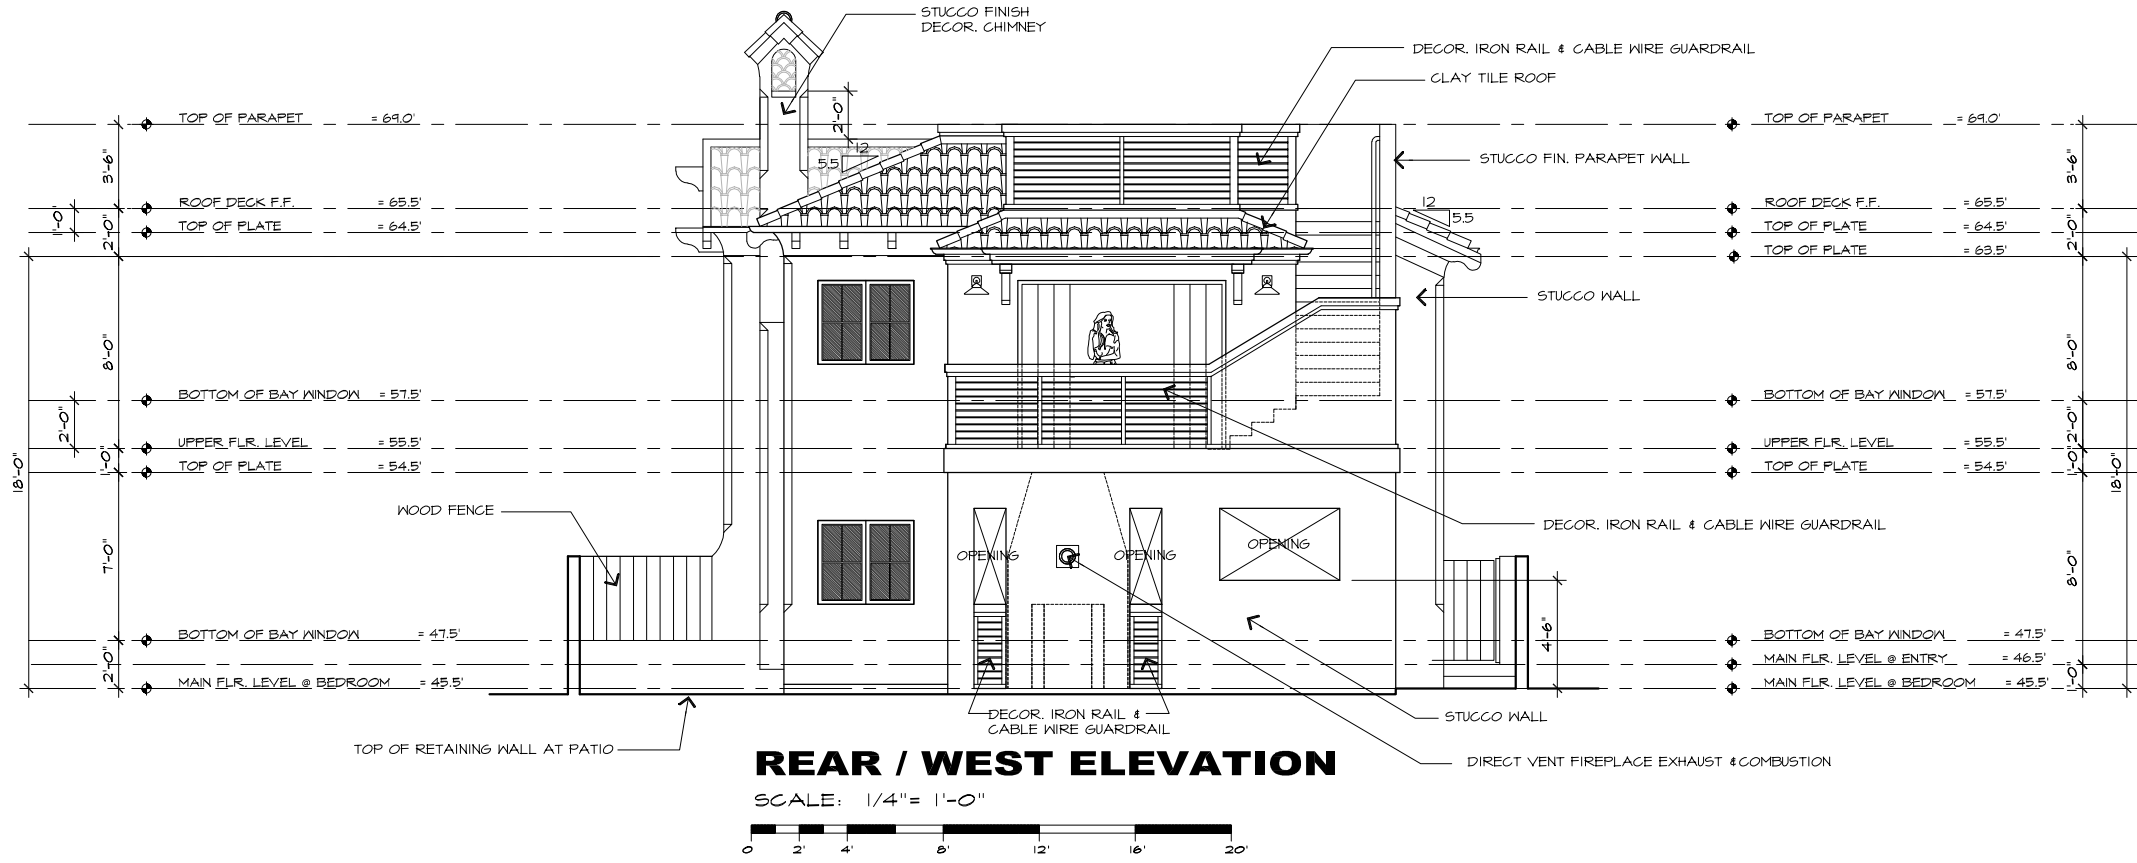 STUCCO FINISH
DECOR. CHIMNEY
DECOR. IRON RAIL & CABLE WIRE GUARDRAIL
CLAY TILE ROOF
2'-0"
12
5.5
TOP OF PARAPET = 69.0'
TOP OF PARAPET = 69.0'
STUCCO FIN. PARAPET WALL
3'-6"
3'-6"
ROOF DECK F.F. = 65.5'
12
5.5
ROOF DECK F.F. = 65.5'
1'-0"
2'-0"
TOP OF PLATE = 64.5'
TOP OF PLATE = 64.5'
2'-0"
TOP OF PLATE = 63.5'
STUCCO WALL
8'-0"
8'-0"
BOTTOM OF BAY WINDOW = 57.5'
BOTTOM OF BAY WINDOW = 57.5'
2'-0"
2'-0"
UPPER FLR. LEVEL = 55.5'
UPPER FLR. LEVEL = 55.5'
1'-0"
1'-0"
TOP OF PLATE = 54.5'
TOP OF PLATE = 54.5'
18'-0"
18'-0"
WOOD FENCE
DECOR. IRON RAIL & CABLE WIRE GUARDRAIL
7'-0"
OPENING
OPENING
OPENING
8'-0"
4'-6"
BOTTOM OF BAY WINDOW = 47.5'
BOTTOM OF BAY WINDOW = 47.5'
2'-0"
MAIN FLR. LEVEL @ ENTRY = 46.5'
1'-0"
MAIN FLR. LEVEL @ BEDROOM = 45.5'
MAIN FLR. LEVEL @ BEDROOM = 45.5'
DECOR. IRON RAIL &
CABLE WIRE GUARDRAIL
STUCCO WALL
TOP OF RETAINING WALL AT PATIO
DIRECT VENT FIREPLACE EXHAUST & COMBUSTION
REAR / WEST ELEVATION
SCALE: 1/4"= 1'-0"
0 2' 4' 8' 12' 16' 20'